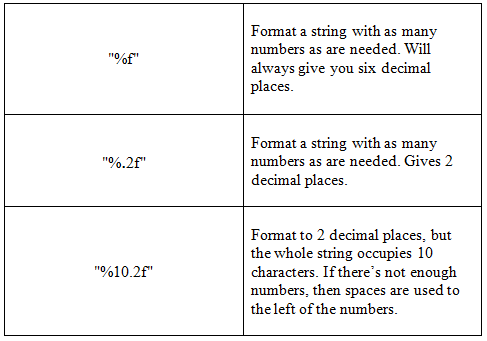 "%f"
Format a string with as many
numbers as are needed. Will
always give you six decimal
places.
"%.2f"
Format a string with as many
numbers as are needed. Gives 2
decimal places.
"%10.2f"
Format to 2 decimal places, but
the whole string occupies 10
characters. If there’s not enough
numbers, then spaces are used to
the left of the numbers.